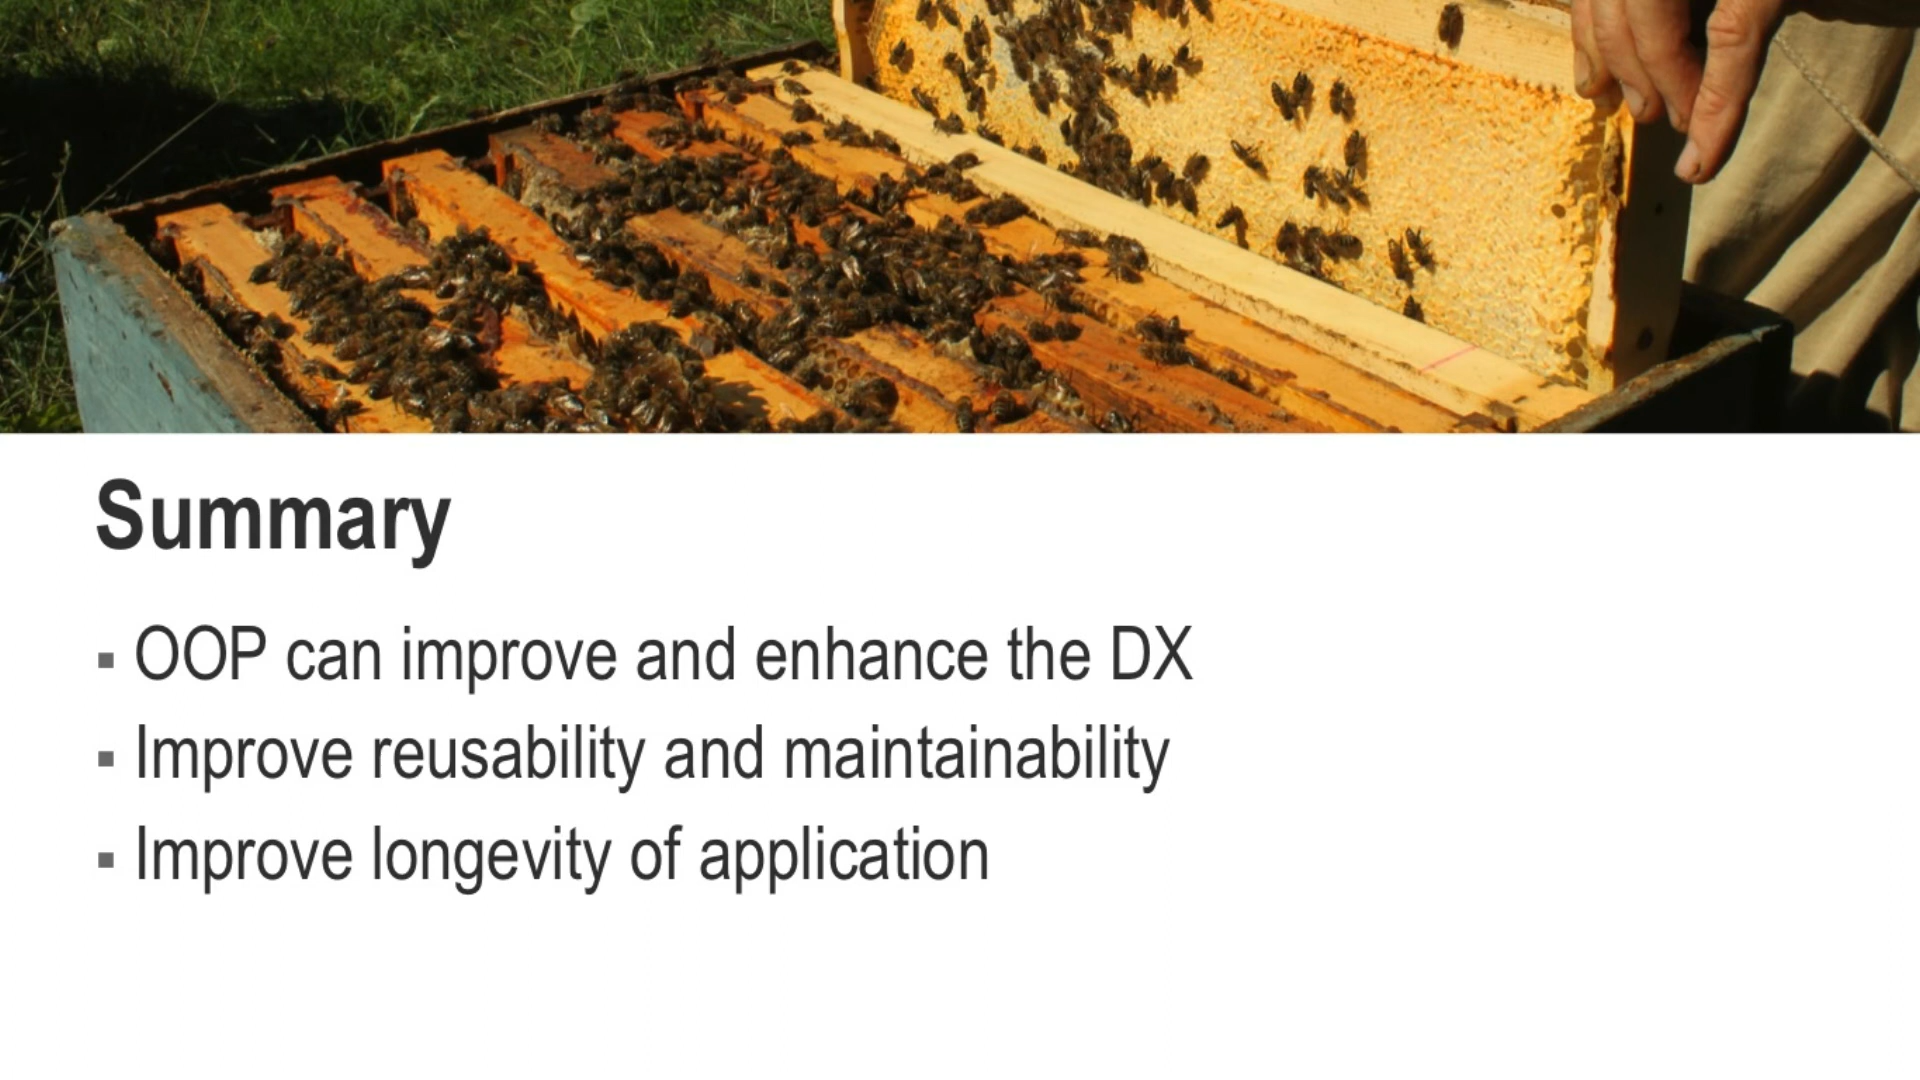 Summary
▪ OOP can improve and enhance the DX
▪ Improve reusability and maintainability
▪ Improve longevity of application